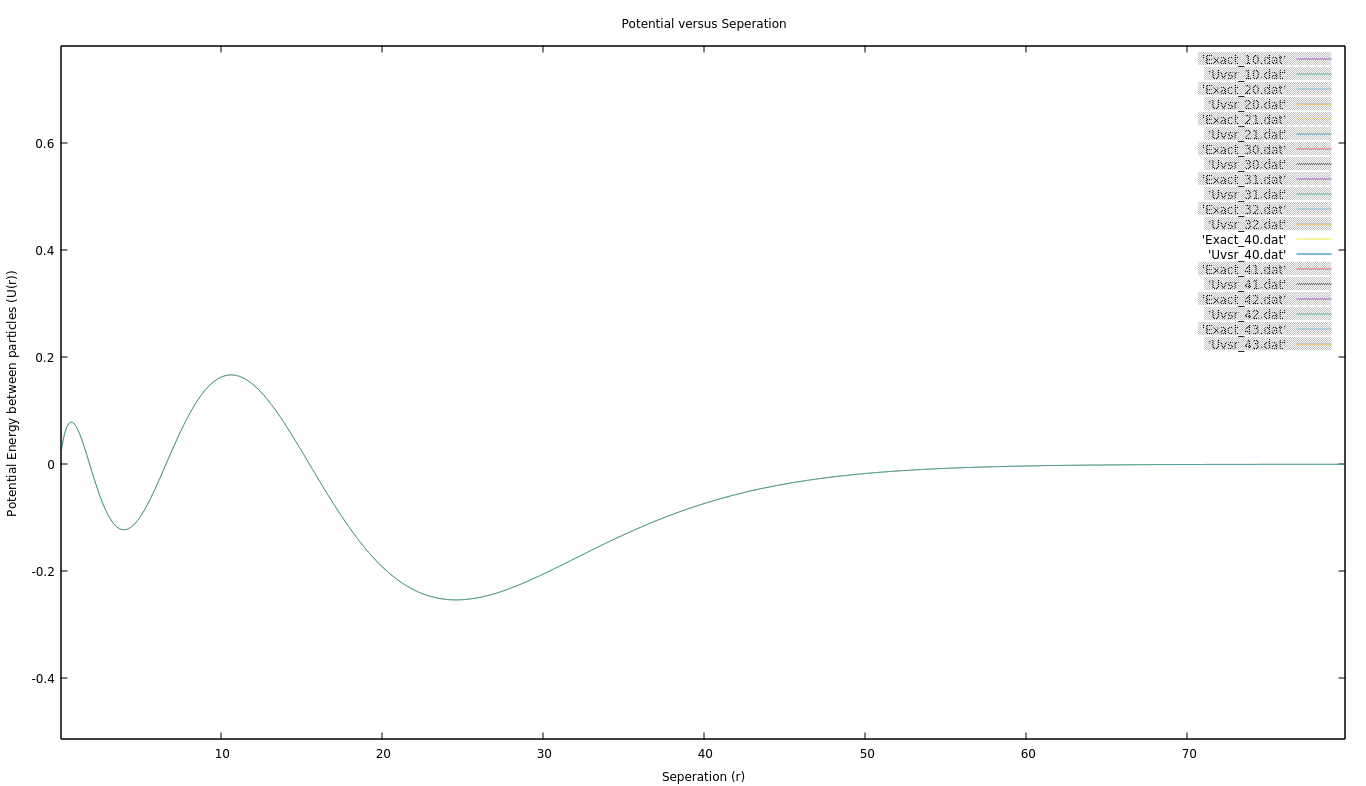 Potential versus Seperation
'Exact_10.dat'
'Uvsr_10.dat'
'Exact_20.dat'
'Uvsr_20.dat'
'Exact_21.dat'
'Uvsr_21.dat'
'Exact_30.dat'
'Uvsr_30.dat'
'Exact_31.dat'
'Uvsr_31.dat'
'Exact_32.dat'
'Uvsr_32.dat'
'Exact_40.dat'
'Uvsr_40.dat'
'Exact_41.dat'
'Uvsr_41.dat'
'Exact_42.dat'
'Uvsr_42.dat'
'Exact_43.dat'
'Uvsr_43.dat'
Potential Energy between particles (U(r))
0.6
0.4
0.2
0
-0.2
-0.4
10 20 30 40 50 60 70
Seperation (r)